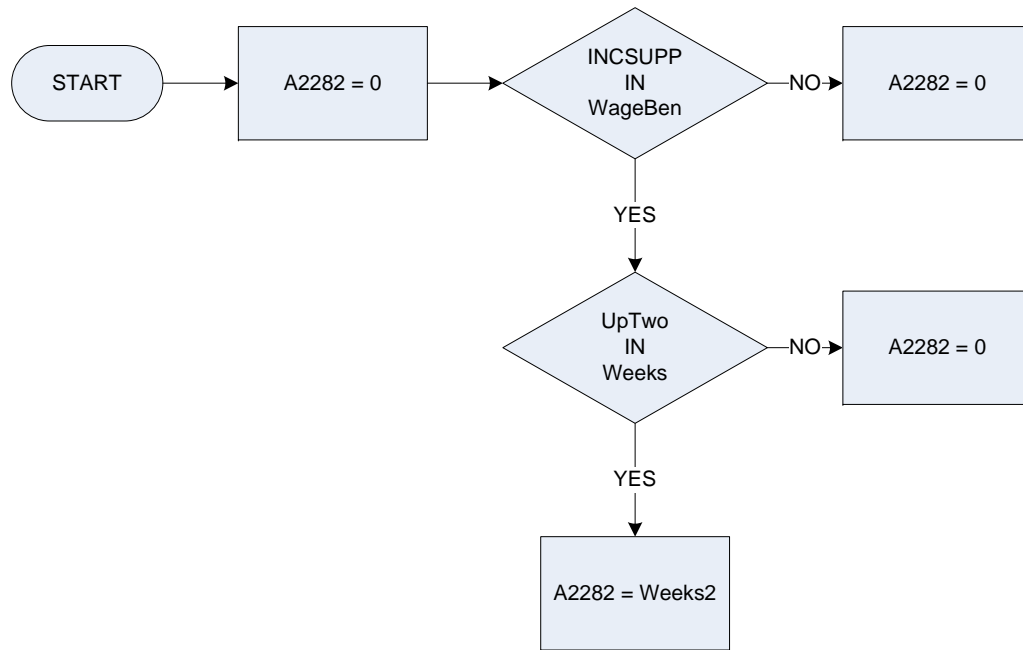 START
A2282 = 0
INCSUPP
IN
WageBen
NO
A2282 = 0
YES
UpTwo
IN
Weeks
NO
A2282 = 0
YES
A2282 = Weeks2